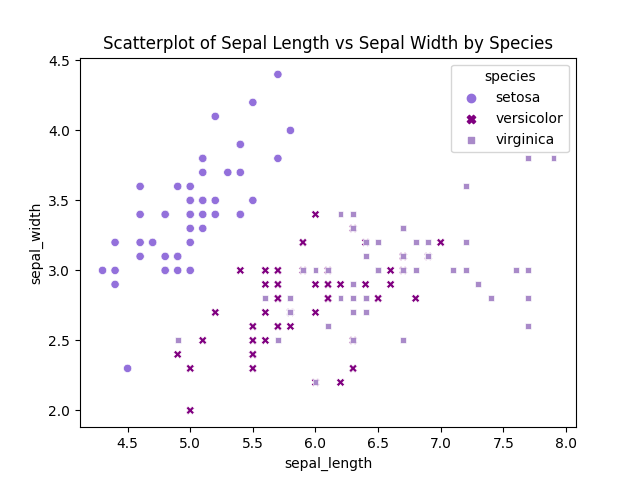 Scatterplot of Sepal Length vs Sepal Width by Species
species
setosa
versicolor
virginica
sepal_width
4.5
4.0
3.5
3.0
2.5
2.0
4.5 5.0 5.5 6.0 6.5 7.0 7.5 8.0
sepal_length